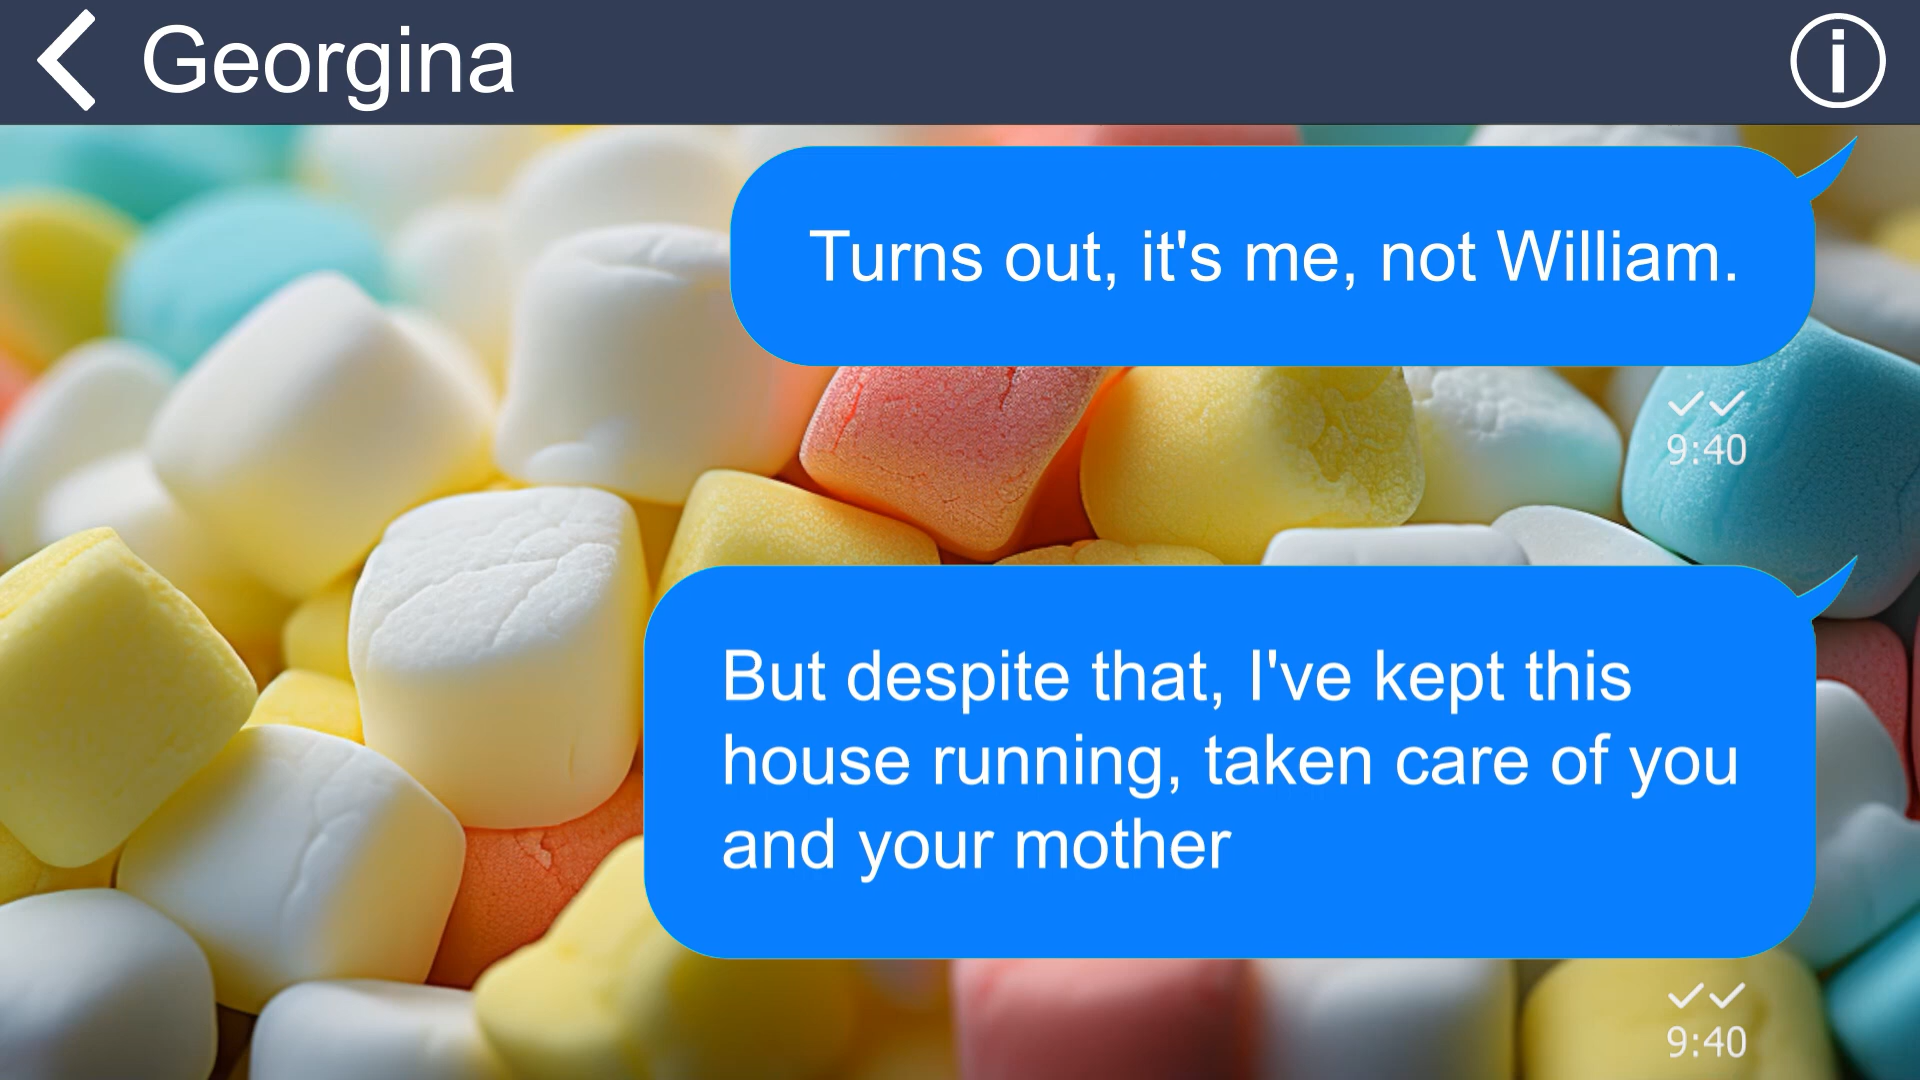 Georgina
Turns out, it's me, not William.
9:40
But despite that, I've kept this
house running, taken care of you
and your mother
9:40